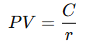 PV = C/r